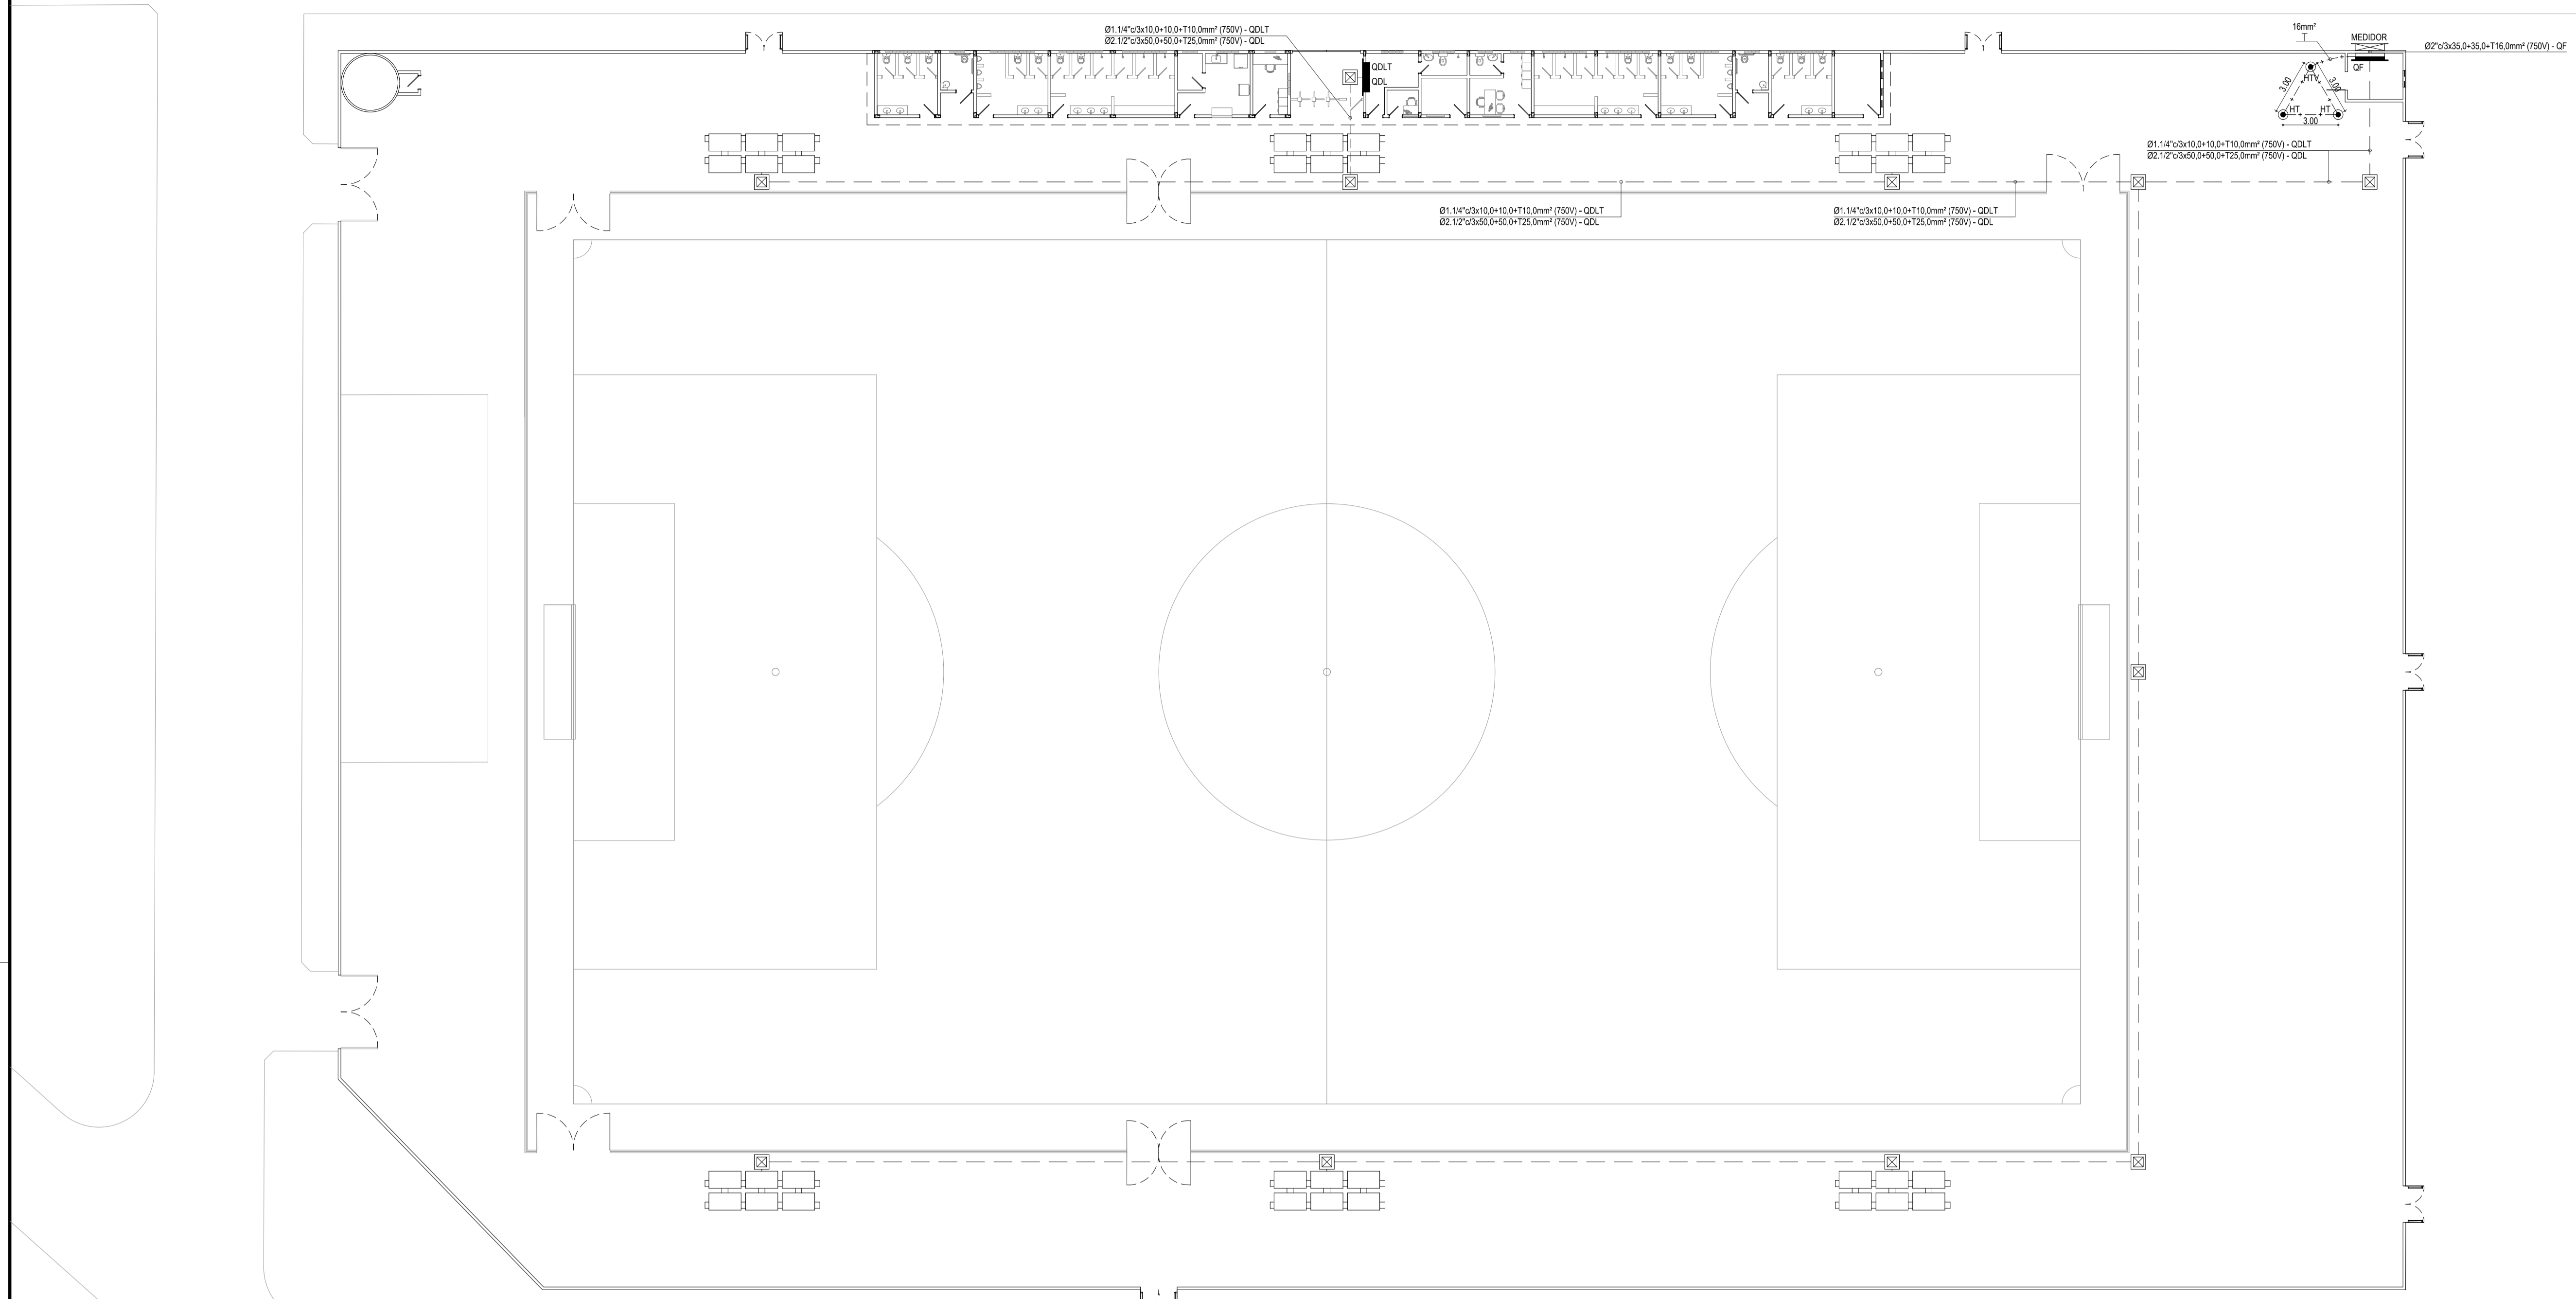 Ø1.1/4"c/3x10,0+10,0+T10,0mm² (750V) - QDLT
Ø2.1/2"c/3x50,0+50,0+T25,0mm² (750V) - QDL
16mm²
T
MEDIDOR
Ø2"c/3x35,0+35,0+T16,0mm² (750V) - QF
QF
QDLT
QDL
HTV
3.00
3.00
HT
HT
3.00
Ø1.1/4"c/3x10,0+10,0+T10,0mm² (750V) - QDLT
Ø2.1/2"c/3x50,0+50,0+T25,0mm² (750V) - QDL
Ø1.1/4"c/3x10,0+10,0+T10,0mm² (750V) - QDLT
Ø2.1/2"c/3x50,0+50,0+T25,0mm² (750V) - QDL
Ø1.1/4"c/3x10,0+10,0+T10,0mm² (750V) - QDLT
Ø2.1/2"c/3x50,0+50,0+T25,0mm² (750V) - QDL